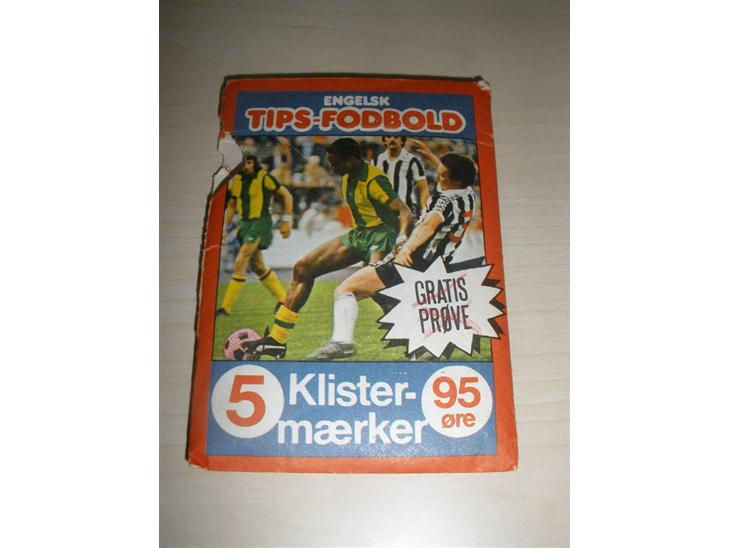 ENGELSK
TIPS-FODBOLD
GRATIS
PRØVE
5
Klister-
mærker
95
øre